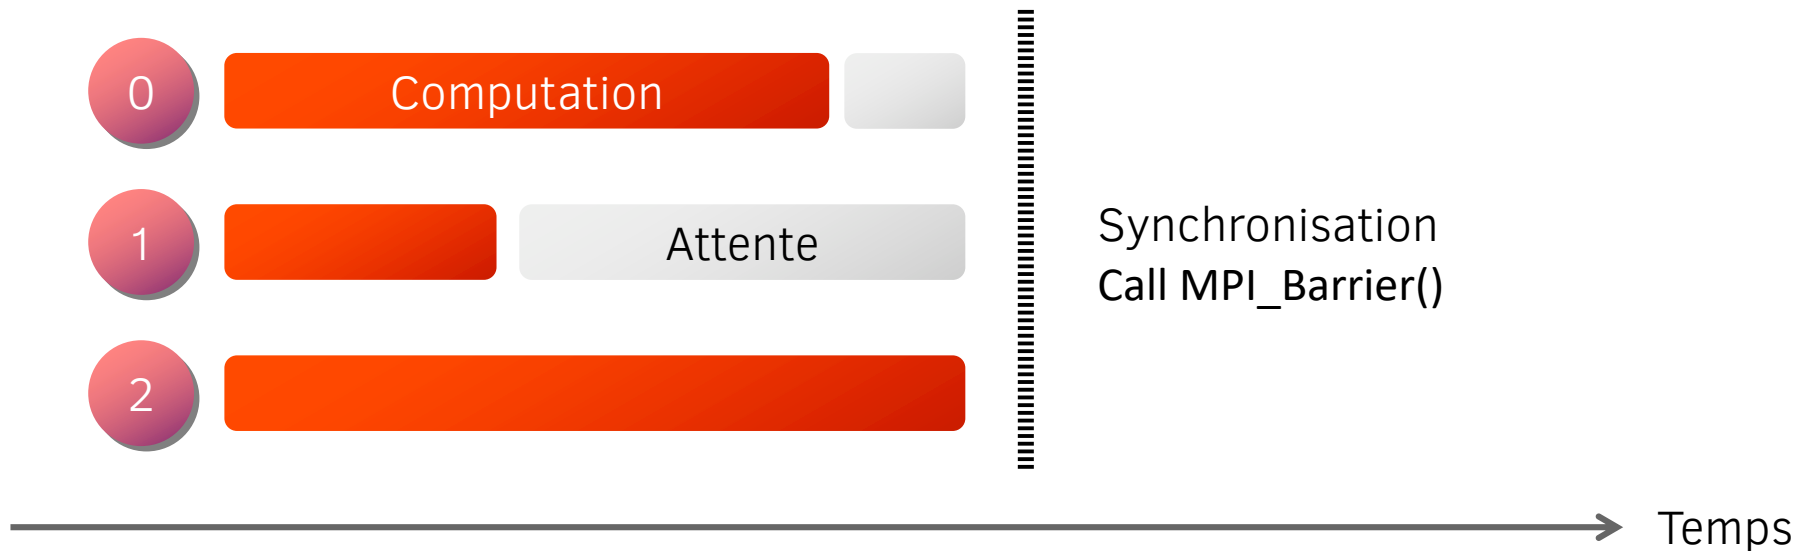 0
Computation
1
Attente
2
Synchronisation
Call MPI_Barrier()
Temps